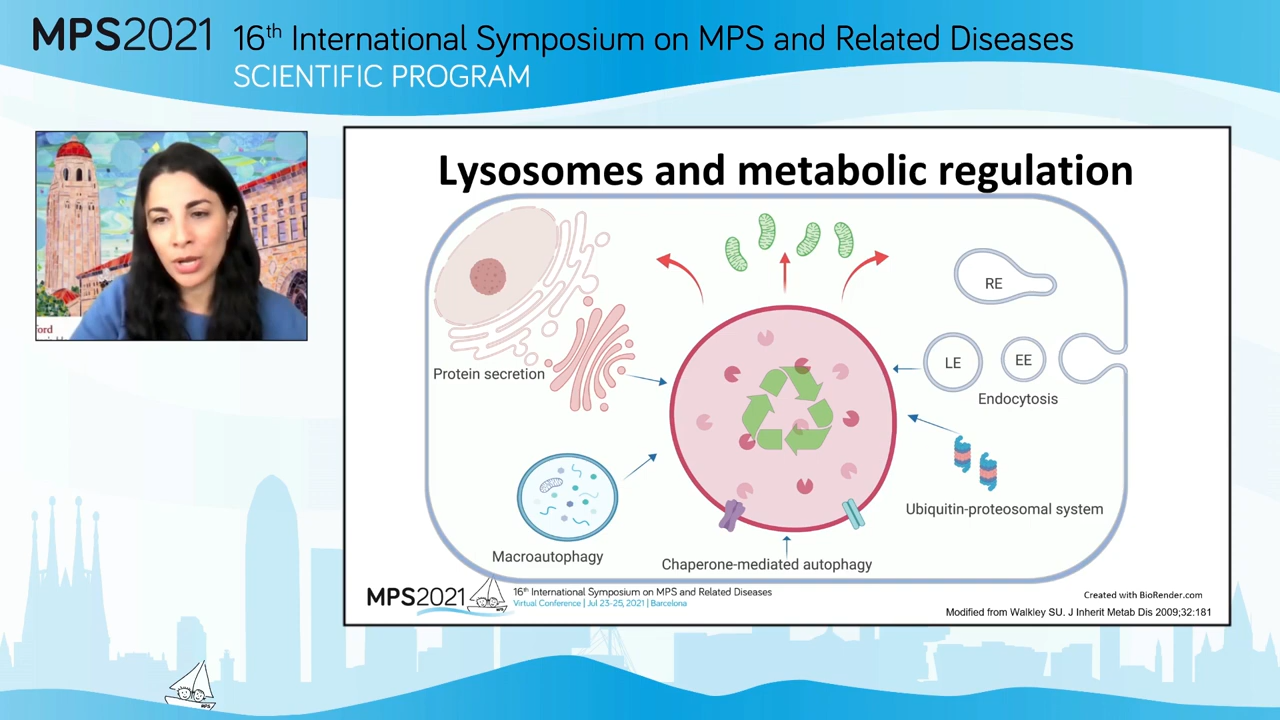 MPS2021 16th International Symposium on MPS and Related Diseases
SCIENTIFIC PROGRAM
ford
Lysosomes and metabolic regulation
RE
LE
EE
Protein secretion
Endocytosis
Ubiquitin-proteosomal system
Macroautophagy
Chaperone-mediated autophagy
MPS2021
MPS
16th International Symposium on MPS and Related Diseases
Virtual Conference | Jul 23-25, 2021 | Barcelona
Created with BioRender.com
Modified from Walkley SU. J Inherit Metab Dis 2009;32:181
MPS